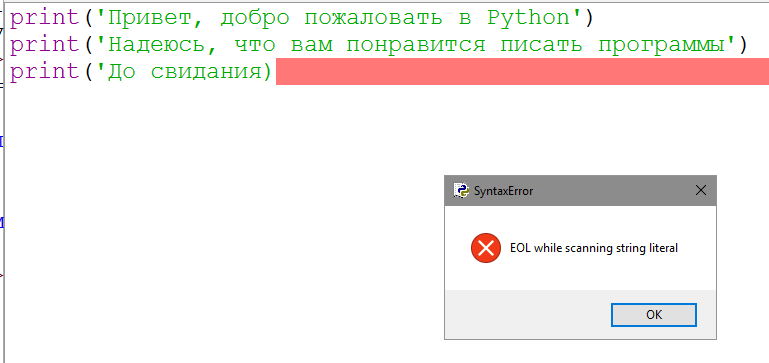 print('Привет, добро пожаловать в Python')
print('Надеюсь, что вам понравится писать программы')
print('До свидания)
SyntaxError
EOL while scanning string literal
OK